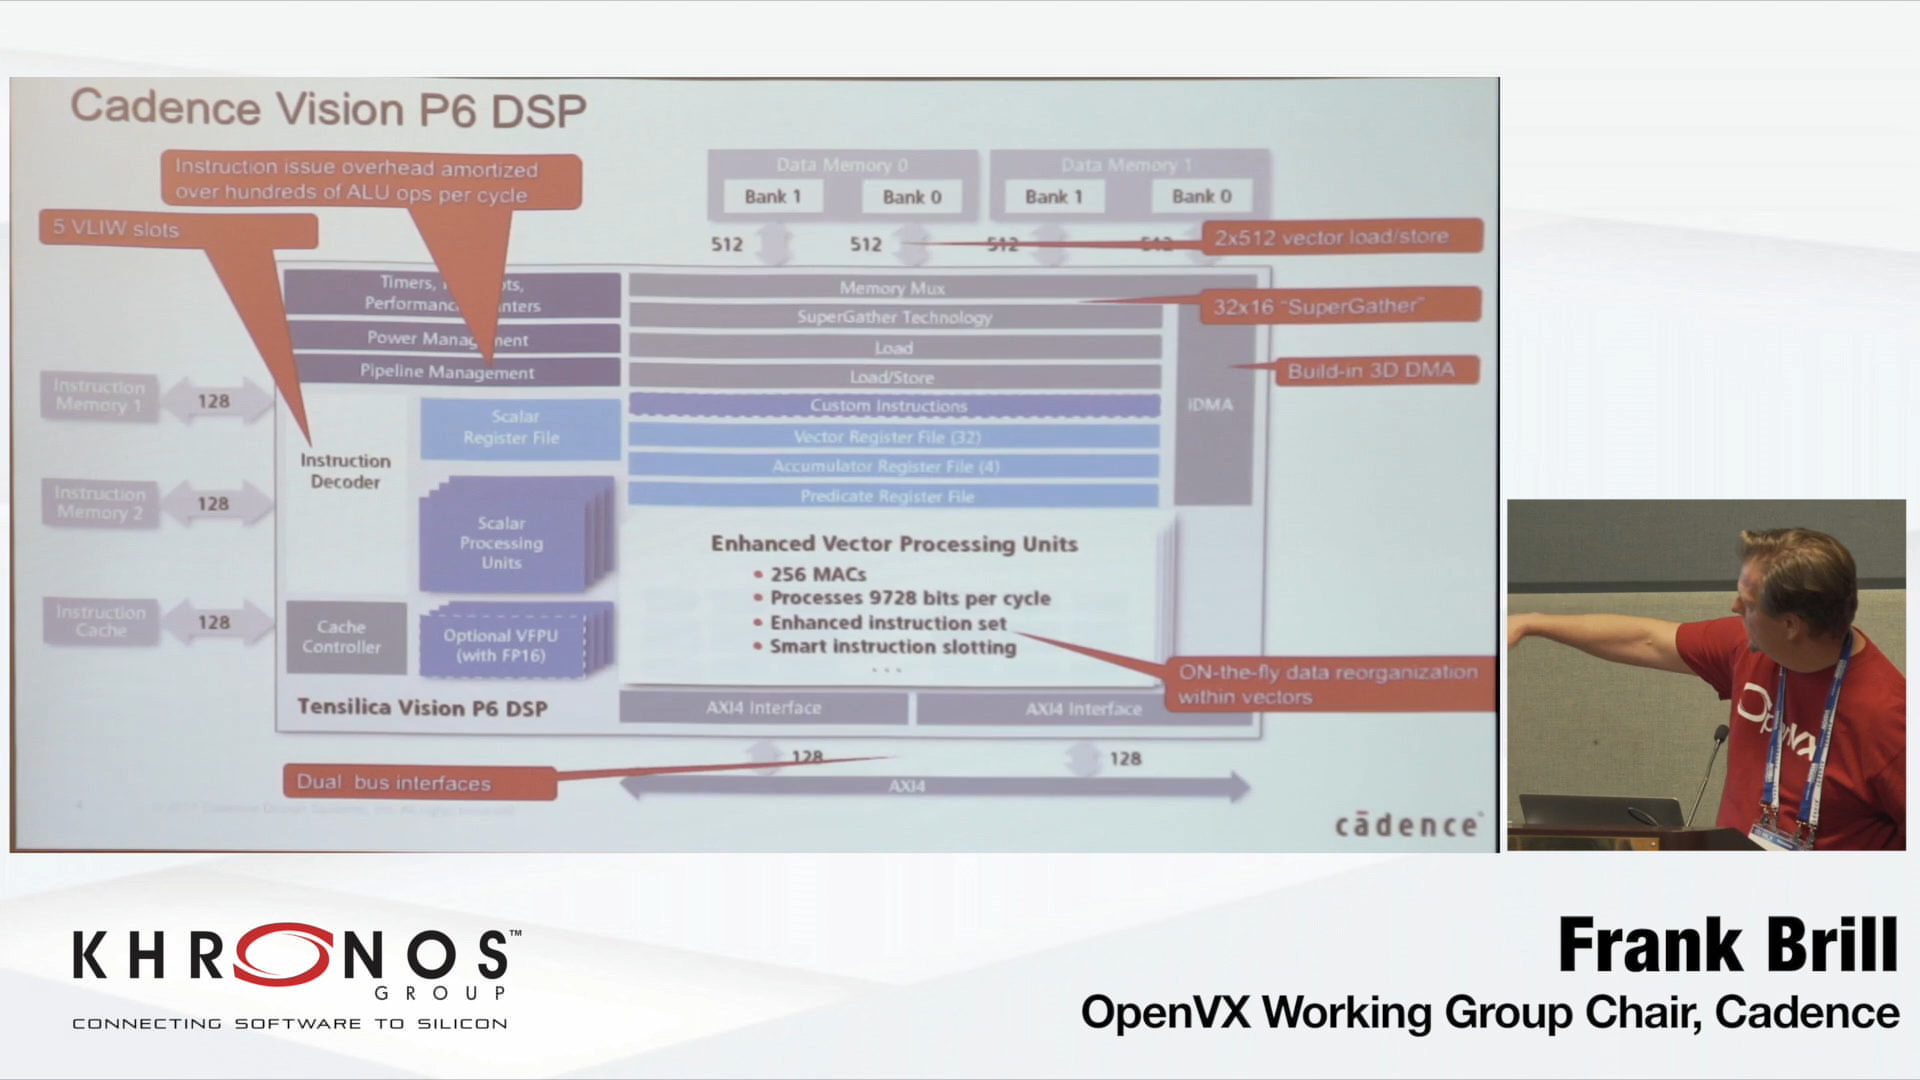 Cadence Vision P6 DSP
Instruction issue overhead amortized
over hundreds of ALU ops per cycle
5 VLIW slots
Data Memory 0
Bank 1
Bank 0
Data Memory 1
Bank 1
Bank 0
512
512
512
512
2x512 vector load/store
32x16 "SuperGather"
Build-in 3D DMA
Timers,
Performance
Power Management
Pipeline Management
Memory Mux
SuperGather Technology
Load
Load/Store
Custom Instructions
Vector Register File (32)
Accumulator Register File (4)
Predicate Register File
iDMA
Instruction
Memory 1
128
Instruction
Memory 2
128
Instruction
Cache
128
Instruction
Decoder
Scalar
Register File
Scalar
Processing
Units
Cache
Controller
Optional VFPU
(with FP16)
Enhanced Vector Processing Units
• 256 MACs
• Processes 9728 bits per cycle
• Enhanced instruction set
• Smart instruction slotting
...
ON-the-fly data reorganization
within vectors
Tensilica Vision P6 DSP
AXI4 Interface
AXI4 Interface
128
128
Dual bus interfaces
AXI4
4
cādence
OpenVX
KHRONOS™
GROUP
CONNECTING SOFTWARE TO SILICON
Frank Brill
OpenVX Working Group Chair, Cadence